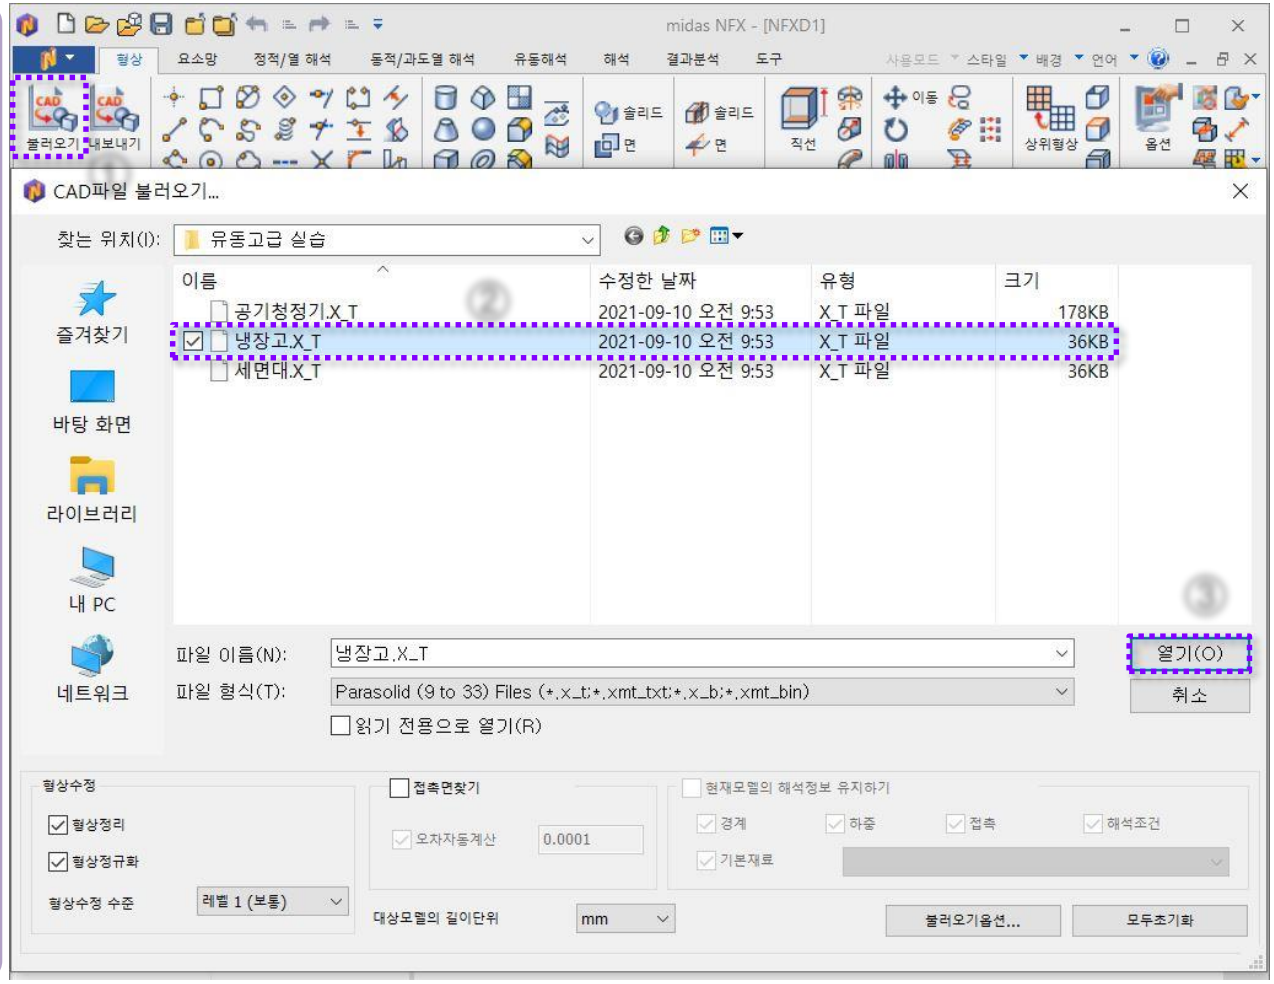 midas NFX - [NFXD1]
형상 요소망 정적/열 해석 동적/과도열 해석 유동해석 해석 결과분석 도구 사용모드 스타일 배경 언어
CAD CAD
불러오기 내보내기
솔리드 솔리드
면 면
직선 이동 상위형상 옵션
①
CAD파일 불러오기...
찾는 위치(I): 유동고급 실습
이름 수정한 날짜 유형 크기
②
공기청정기.X_T 2021-09-10 오전 9:53 X_T 파일 178KB
냉장고.X_T 2021-09-10 오전 9:53 X_T 파일 36KB
세면대.X_T 2021-09-10 오전 9:53 X_T 파일 36KB
즐겨찾기
바탕 화면
라이브러리
내 PC
네트워크
③
파일 이름(N): 냉장고.X_T 열기(O)
파일 형식(T): Parasolid (9 to 33) Files (*.x_t;*.xmt_txt;*.x_b;*.xmt_bin) 취소
읽기 전용으로 열기(R)
형상수정 접촉면찾기 현재모델의 해석정보 유지하기
형상정리 오차자동계산 0.0001 경계 하중 접촉 해석조건
형상정규화 기본재료
형상수정 수준 레벨 1 (보통) 대상모델의 길이단위 mm 불러오기옵션... 모두초기화